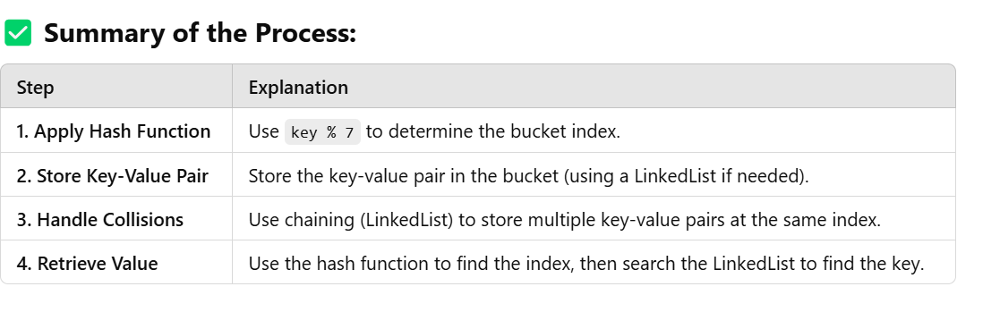 ✅ Summary of the Process:
Step Explanation
1. Apply Hash Function Use key % 7 to determine the bucket index.
2. Store Key-Value Pair Store the key-value pair in the bucket (using a LinkedList if needed).
3. Handle Collisions Use chaining (LinkedList) to store multiple key-value pairs at the same index.
4. Retrieve Value Use the hash function to find the index, then search the LinkedList to find the key.